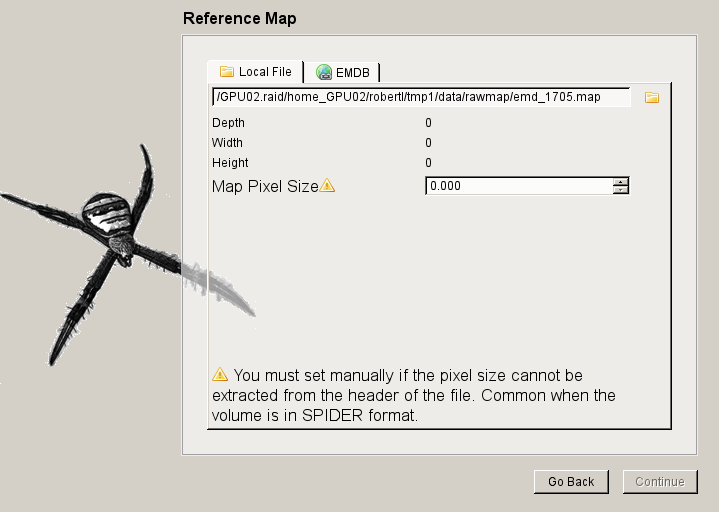 Reference Map
Local File EMDB
/GPU02.raid/home_GPU02/robertl/tmp1/data/rawmap/emd_1705.map
Depth 0
Width 0
Height 0
Map Pixel Size 0.000
You must set manually if the pixel size cannot be
extracted from the header of the file. Common when the
volume is in SPIDER format.
Go Back Continue